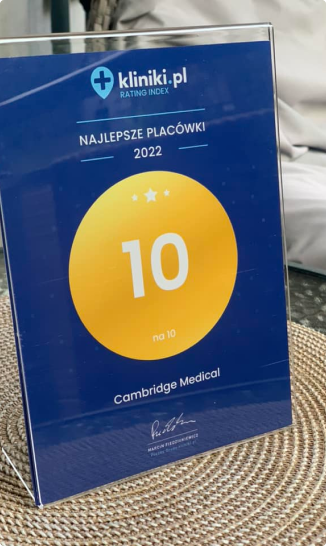 kliniki.pl
RATING INDEX
NAJLEPSZE PLACÓWKI
2022
10
na 10
Cambridge Medical